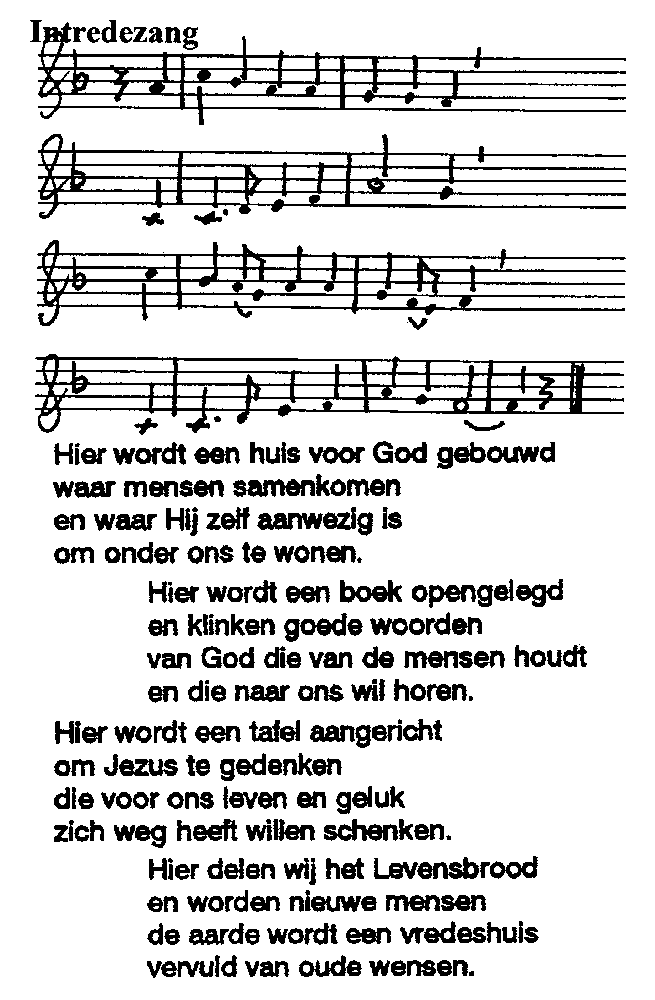 Intredezang
Hier wordt een huis voor God gebouwd
waar mensen samenkomen
en waar Hij zelf aanwezig is
om onder ons te wonen.
Hier wordt een boek opengelegd
en klinken goede woorden
van God die van de mensen houdt
en die naar ons wil horen.
Hier wordt een tafel aangericht
om Jezus te gedenken
die voor ons leven en geluk
zich weg heeft willen schenken.
Hier delen wij het Levensbrood
en worden nieuwe mensen
de aarde wordt een vredeshuis
vervuld van oude wensen.